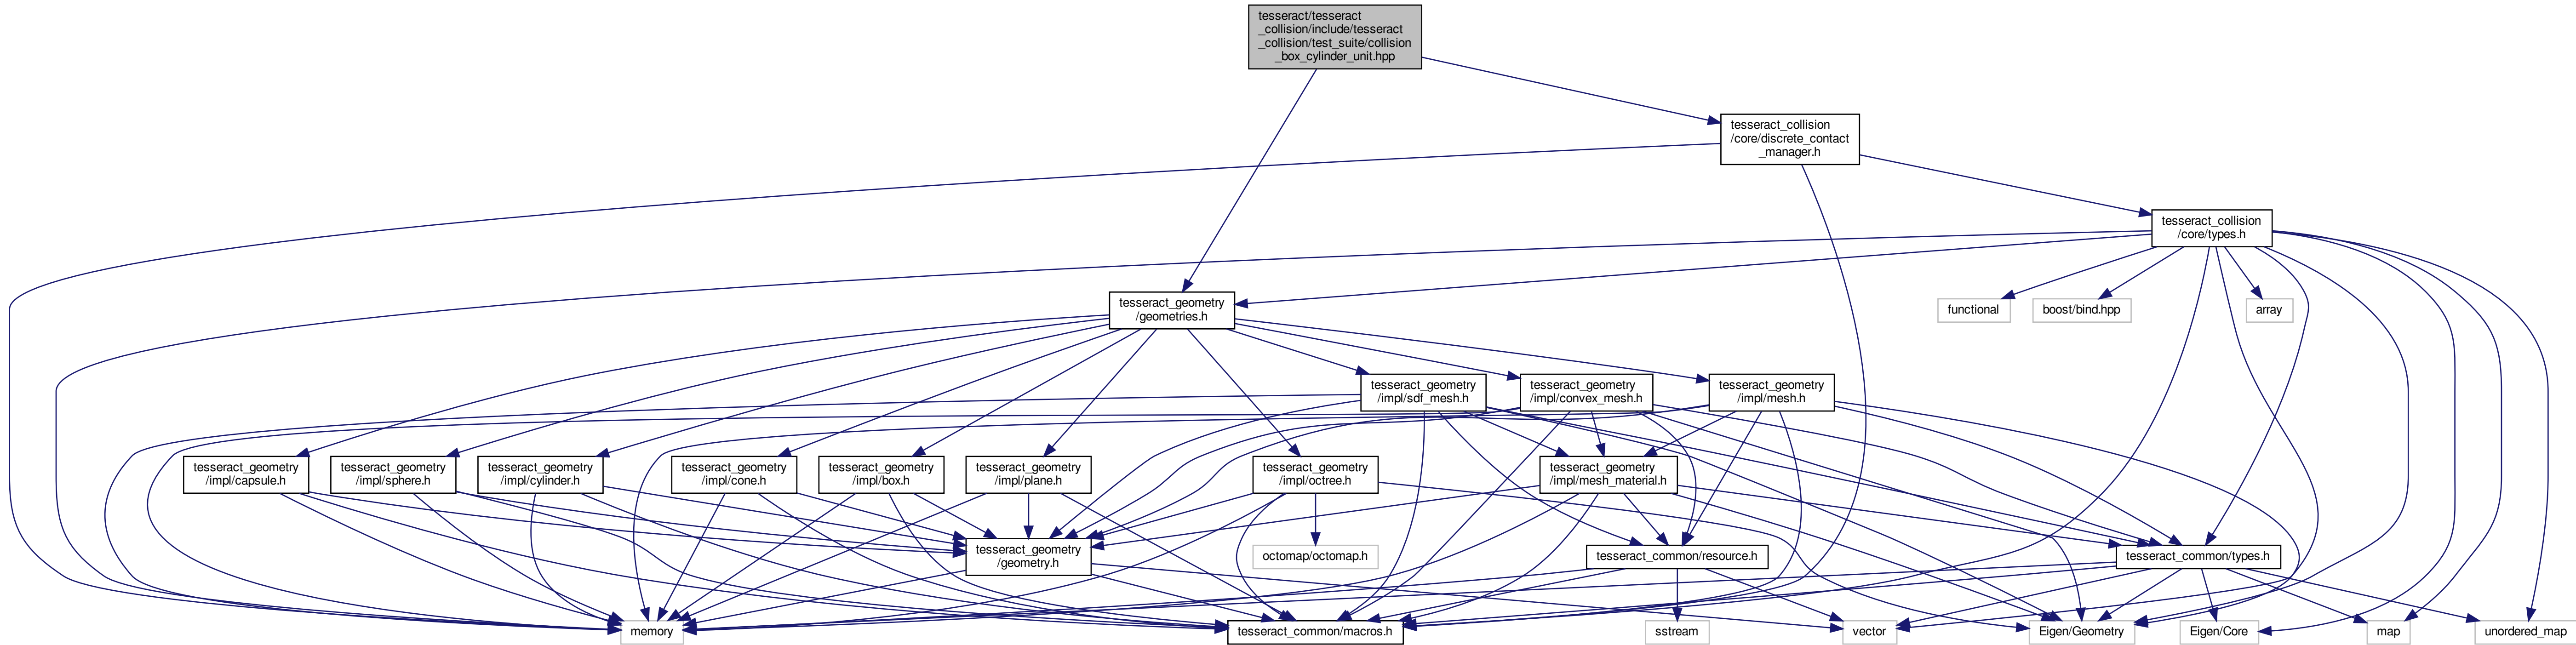 tesseract/tesseract
_collision/include/tesseract
_collision/test_suite/collision
_box_cylinder_unit.hpp
tesseract_collision
/core/discrete_contact
_manager.h
tesseract_collision
/core/types.h
tesseract_geometry
/geometries.h
functional
boost/bind.hpp
array
tesseract_geometry
/impl/sdf_mesh.h
tesseract_geometry
/impl/convex_mesh.h
tesseract_geometry
/impl/mesh.h
tesseract_geometry
/impl/capsule.h
tesseract_geometry
/impl/sphere.h
tesseract_geometry
/impl/cylinder.h
tesseract_geometry
/impl/cone.h
tesseract_geometry
/impl/box.h
tesseract_geometry
/impl/plane.h
tesseract_geometry
/impl/octree.h
tesseract_geometry
/impl/mesh_material.h
tesseract_geometry
/geometry.h
octomap/octomap.h
tesseract_common/resource.h
tesseract_common/types.h
memory
tesseract_common/macros.h
sstream
vector
Eigen/Geometry
Eigen/Core
map
unordered_map